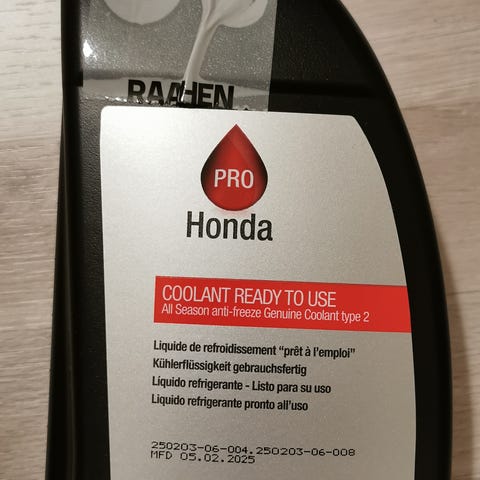 RAAHEN
PRO
Honda
COOLANT READY TO USE
All Season anti-freeze Genuine Coolant type 2
Liquide de refroidissement “prêt à l'emploi”
Kühlerflüssigkeit gebrauchsfertig
Líquido refrigerante - Listo para su uso
Liquido refrigerante pronto all'uso
250203-06-004.250203-06-008
MFD 05.02.2025